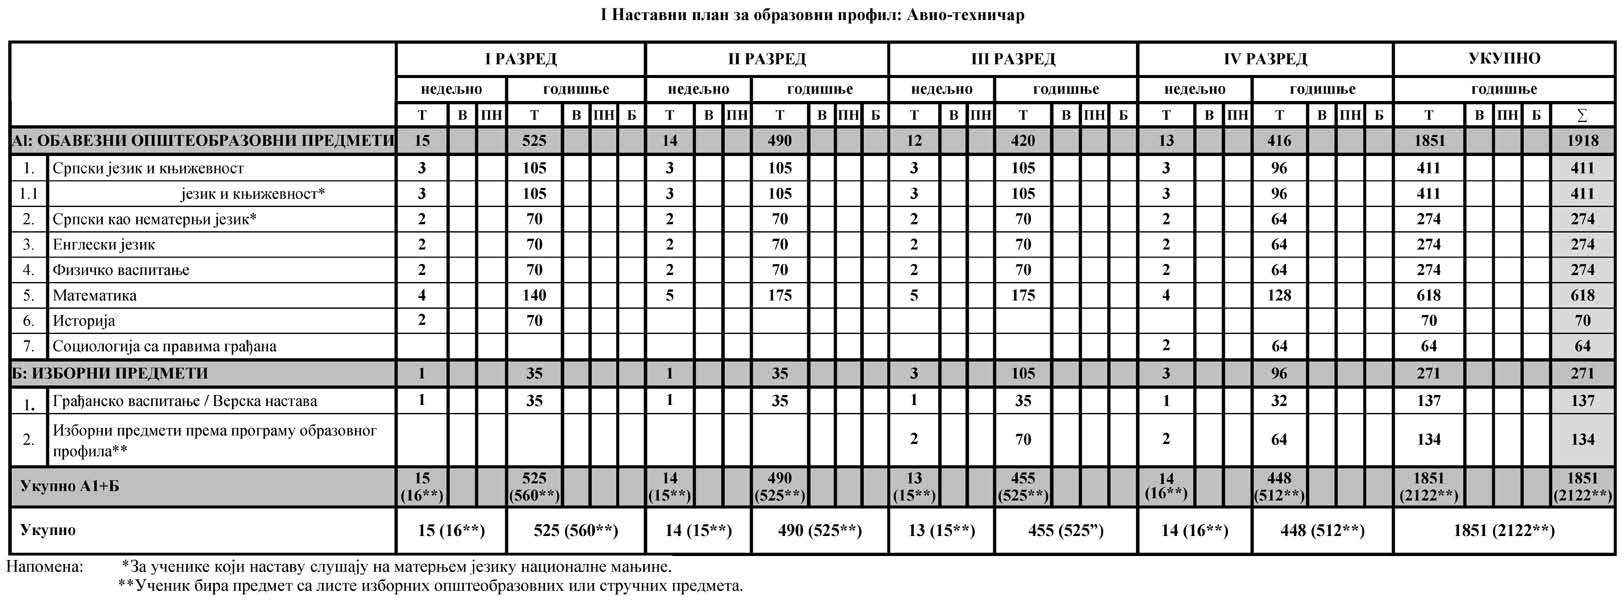 I Наставни план за образовни профил: Авио-техничар
I РАЗРЕД II РАЗРЕД III РАЗРЕД IV РАЗРЕД УКУПНО
недељно годишње недељно годишње недељно годишње недељно годишње годишње
Т В ПН Т В ПН Б Т В ПН Т В ПН Б Т В ПН Т В ПН Б Т В ПН Т В ПН Б Т В ПН Б Σ
АI: ОБАВЕЗНИ ОПШТЕОБРАЗОВНИ ПРЕДМЕТИ 15 525 14 490 12 420 13 416 1851 1918
1. Српски језик и књижевност 3 105 3 105 3 105 3 96 411 411
1.1 језик и књижевност* 3 105 3 105 3 105 3 96 411 411
2. Српски као нематерњи језик* 2 70 2 70 2 70 2 64 274 274
3. Енглески језик 2 70 2 70 2 70 2 64 274 274
4. Физичко васпитање 2 70 2 70 2 70 2 64 274 274
5. Математика 4 140 5 175 5 175 4 128 618 618
6. Историја 2 70 70 70
7. Социологија са правима грађана 2 64 64 64
Б: ИЗБОРНИ ПРЕДМЕТИ 1 35 1 35 3 105 3 96 271 271
1. Грађанско васпитање / Верска настава 1 35 1 35 1 35 1 32 137 137
2. Изборни предмети према програму образовног
профила** 2 70 2 64 134 134
Укупно А1+Б 15 525 14 490 13 455 14 448 1851 1851
(16**) (560**) (15**) (525**) (15**) (525**) (16**) (512**) (2122**) (2122**)
Укупно 15 (16**) 525 (560**) 14 (15**) 490 (525**) 13 (15**) 455 (525”) 14 (16**) 448 (512**) 1851 (2122**)
Напомена: *За ученике који наставу слушају на матерњем језику националне мањине.
**Ученик бира предмет са листе изборних општеобразовних или стручних предмета.